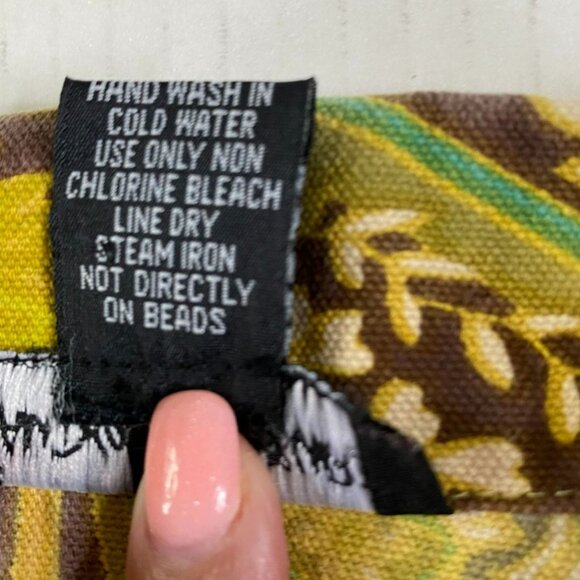 HAND WASH IN
COLD WATER
USE ONLY NON
CHLORINE BLEACH
LINE DRY
STEAM IRON
NOT DIRECTLY
ON BEADS